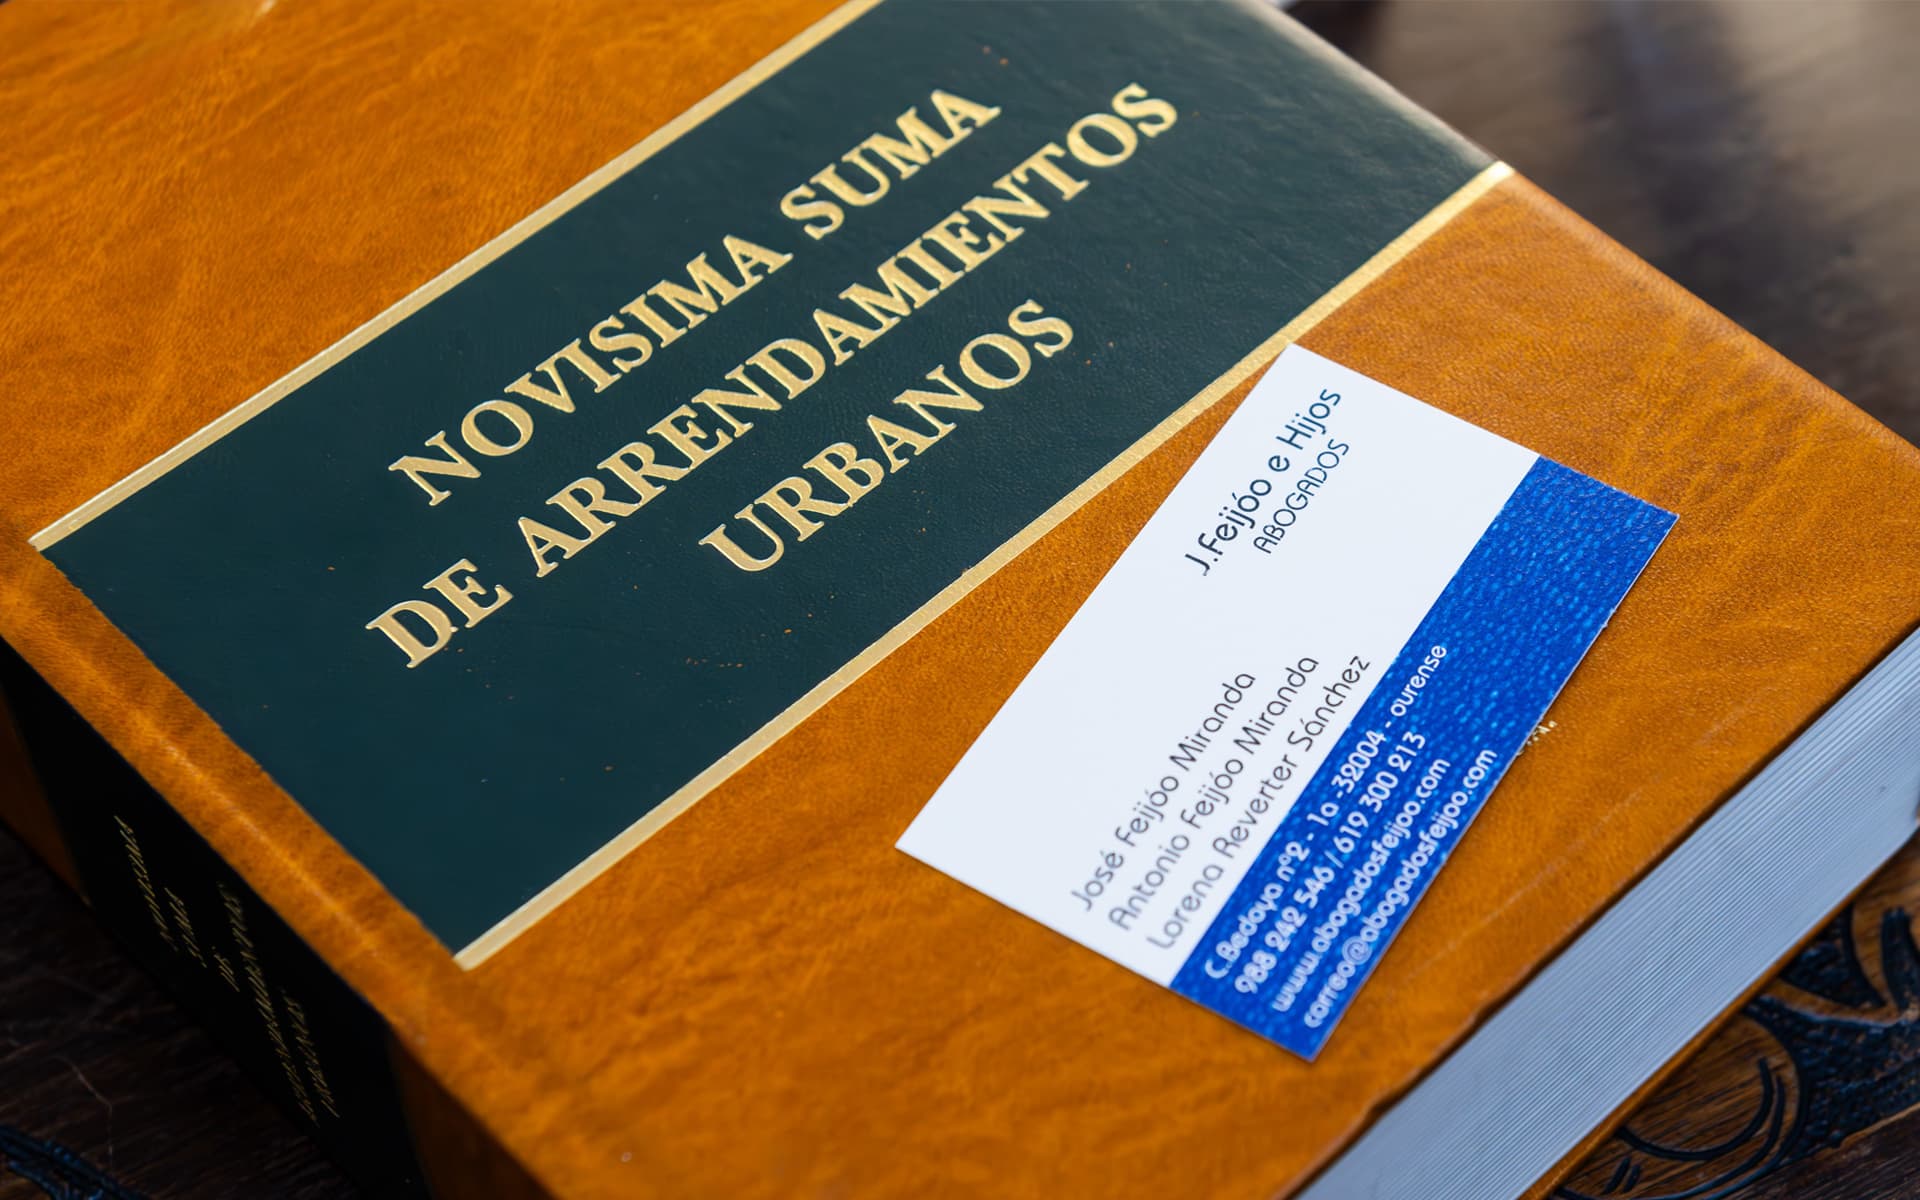 NOVISIMA SUMA
DE ARRENDAMIENTOS
URBANOS
J.Feijóo e Hijos
ABOGADOS
José Feijóo Miranda
Antonio Feijóo Miranda
Lorena Reverter Sánchez
C.Bedoya nº2 - 1a -32004 - ourense
988 242 546 / 619 300 213
www.abogadosfeijoo.com
correo@abogadosfeijoo.com